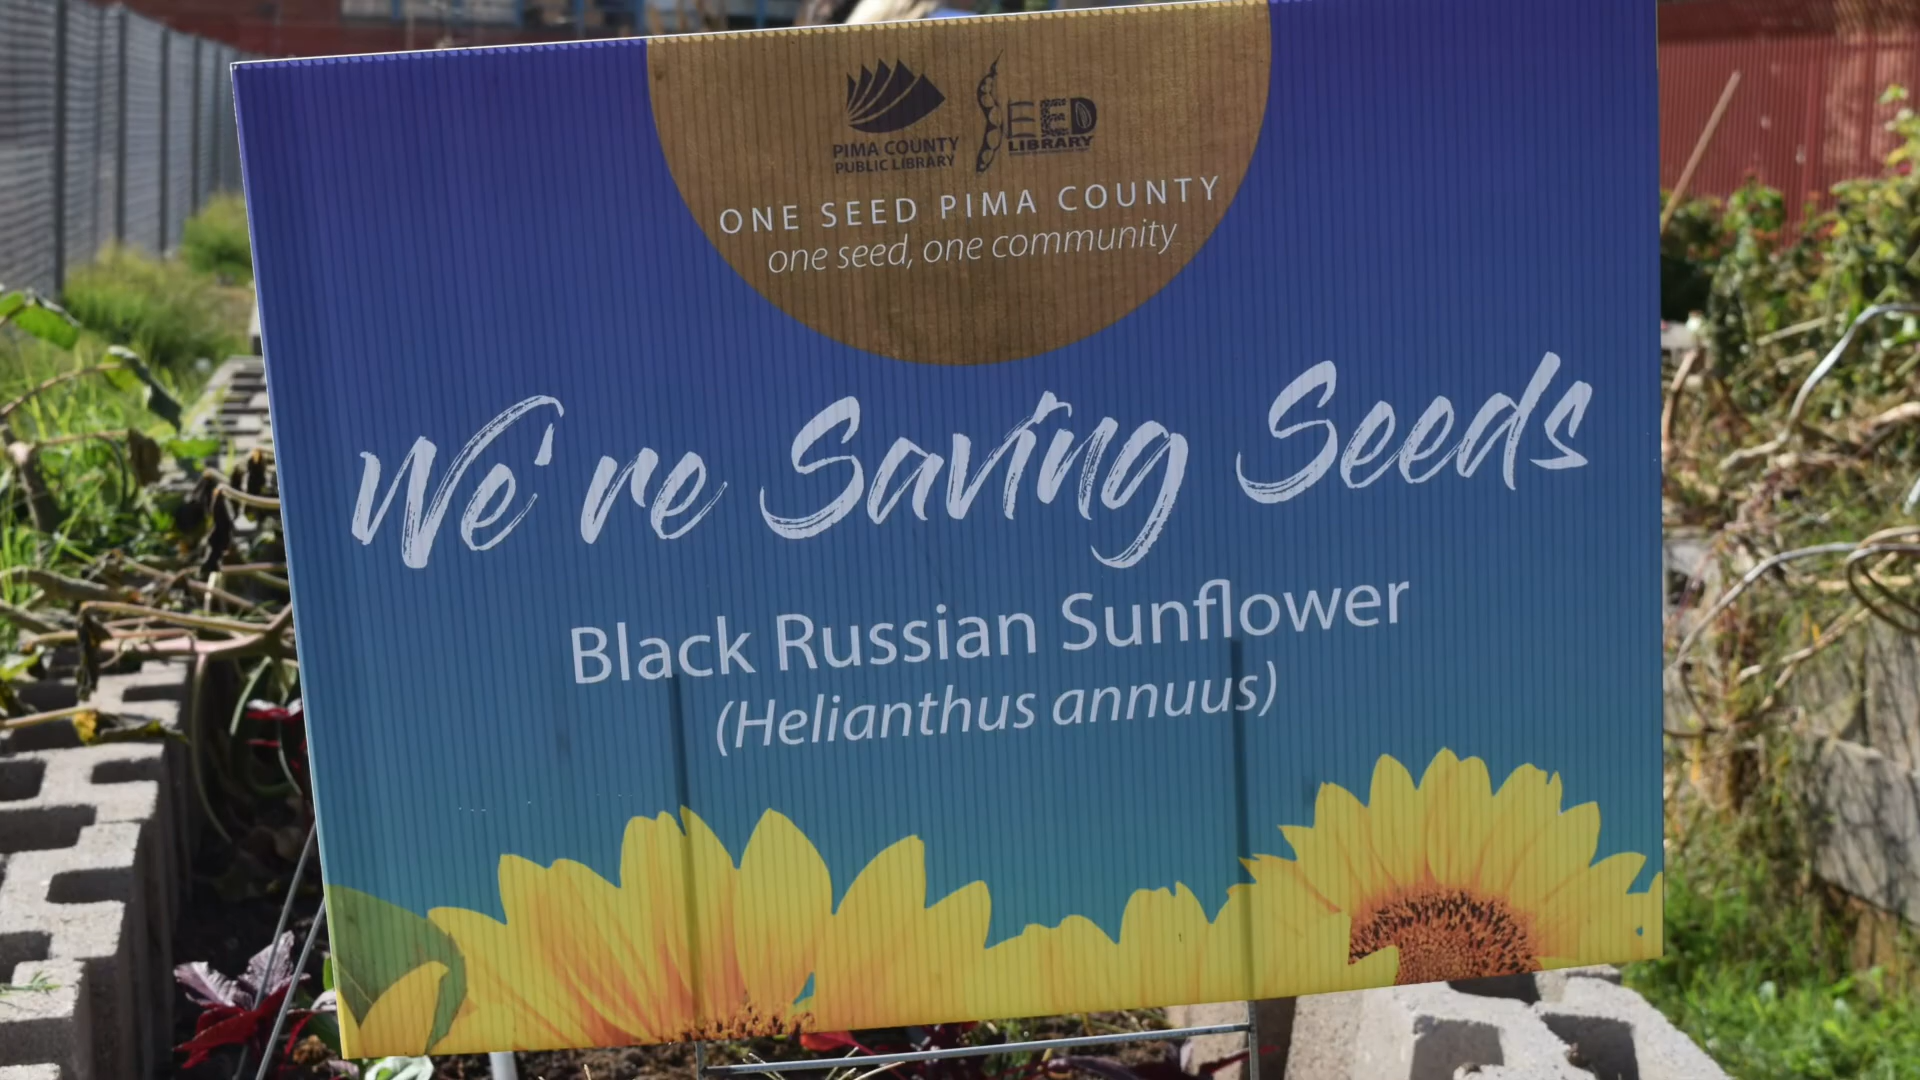 PIMA COUNTY
PUBLIC LIBRARY
SEED
LIBRARY
ONE SEED PIMA COUNTY
one seed, one community
We're Saving Seeds
Black Russian Sunflower
(Helianthus annuus)